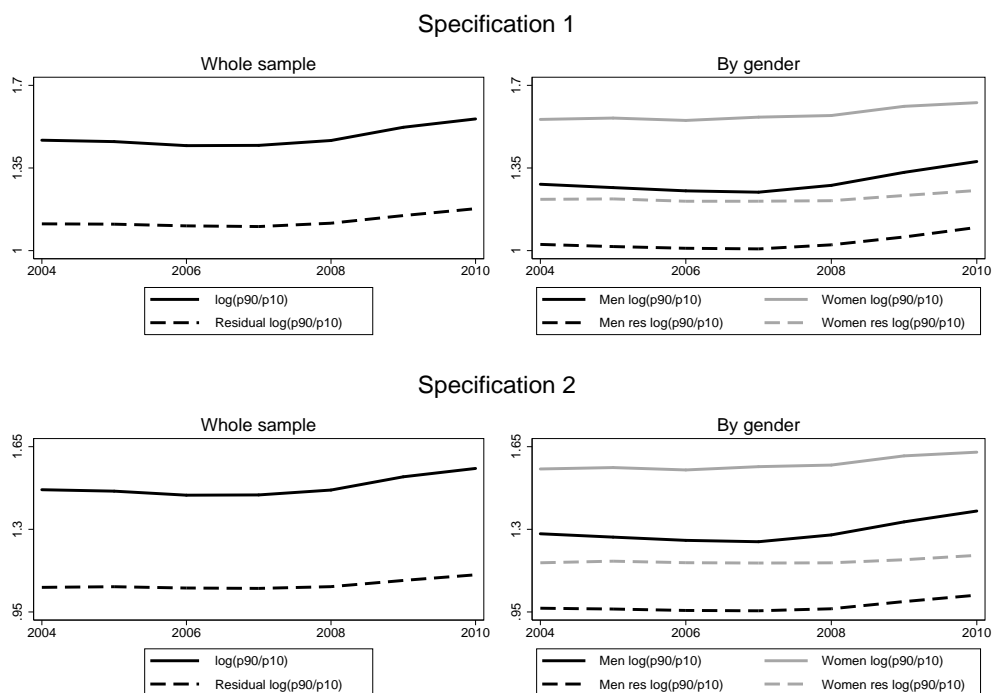 Specification 1
Whole sample
1.7
1.35
1
2004 2006 2008 2010
log(p90/p10)
Residual log(p90/p10)
By gender
1.7
1.35
1
2004 2006 2008 2010
Men log(p90/p10) Women log(p90/p10)
Men res log(p90/p10) Women res log(p90/p10)
Specification 2
Whole sample
1.65
1.3
.95
2004 2006 2008 2010
log(p90/p10)
Residual log(p90/p10)
By gender
1.65
1.3
.95
2004 2006 2008 2010
Men log(p90/p10) Women log(p90/p10)
Men res log(p90/p10) Women res log(p90/p10)